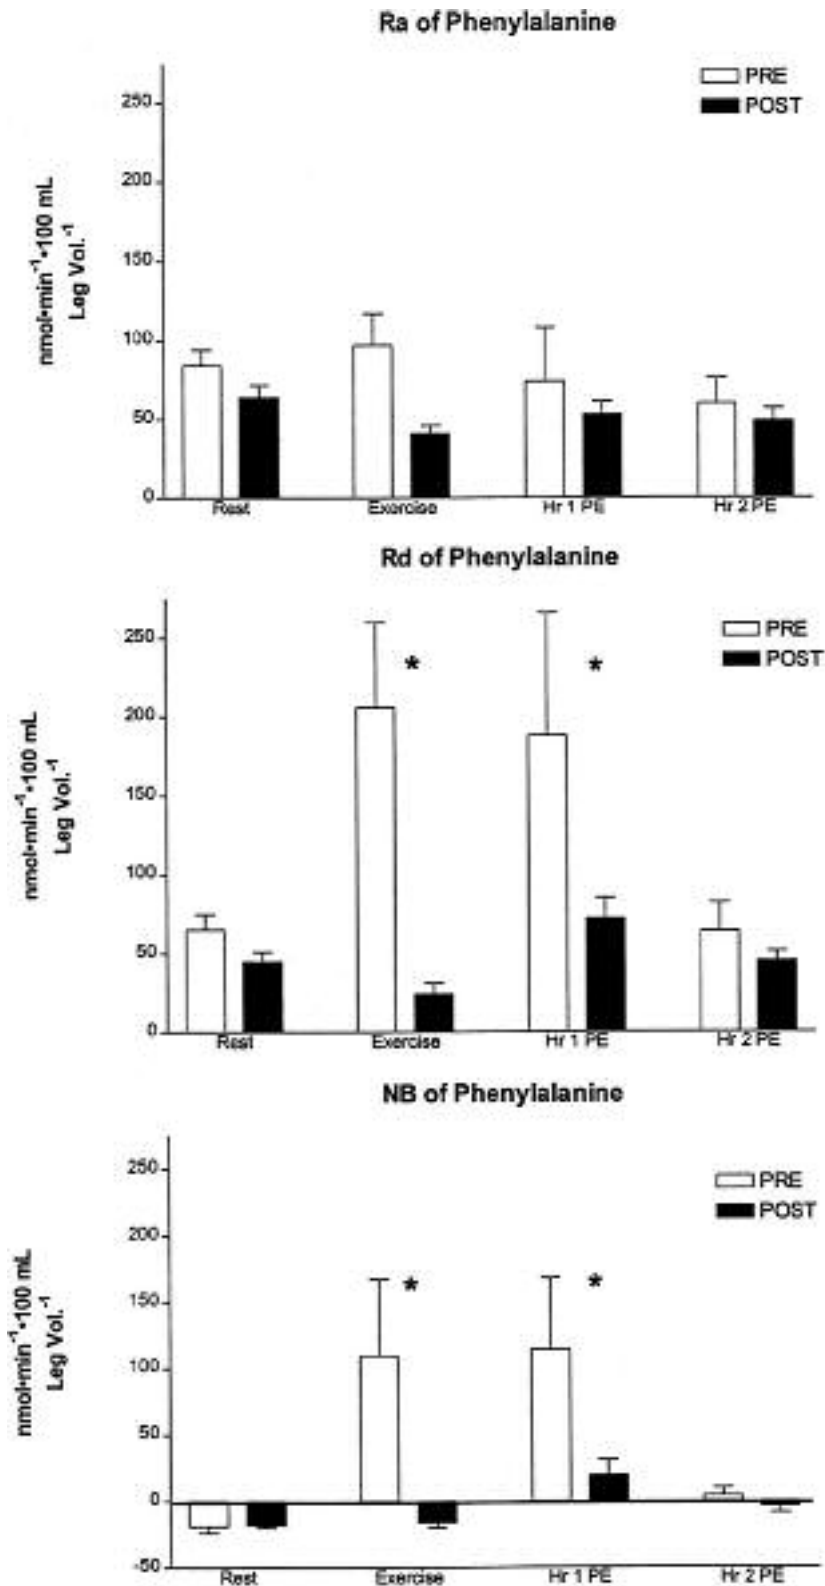 Ra of Phenylalanine
PRE
POST
nmol•min⁻¹•100 mL
Leg Vol.⁻¹
250
200
150
100
50
0
Rest
Exercise
Hr 1 PE
Hr 2 PE
Rd of Phenylalanine
PRE
POST
nmol•min⁻¹•100 mL
Leg Vol.⁻¹
250
*
*
200
150
100
50
0
Rest
Exercise
Hr 1 PE
Hr 2 PE
NB of Phenylalanine
PRE
POST
nmol•min⁻¹•100 mL
Leg Vol.⁻¹
250
200
*
*
150
100
50
0
-50
Rest
Exercise
Hr 1 PE
Hr 2 PE